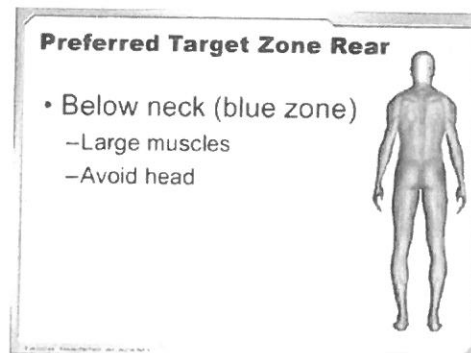 Preferred Target Zone Rear
• Below neck (blue zone)
–Large muscles
–Avoid head